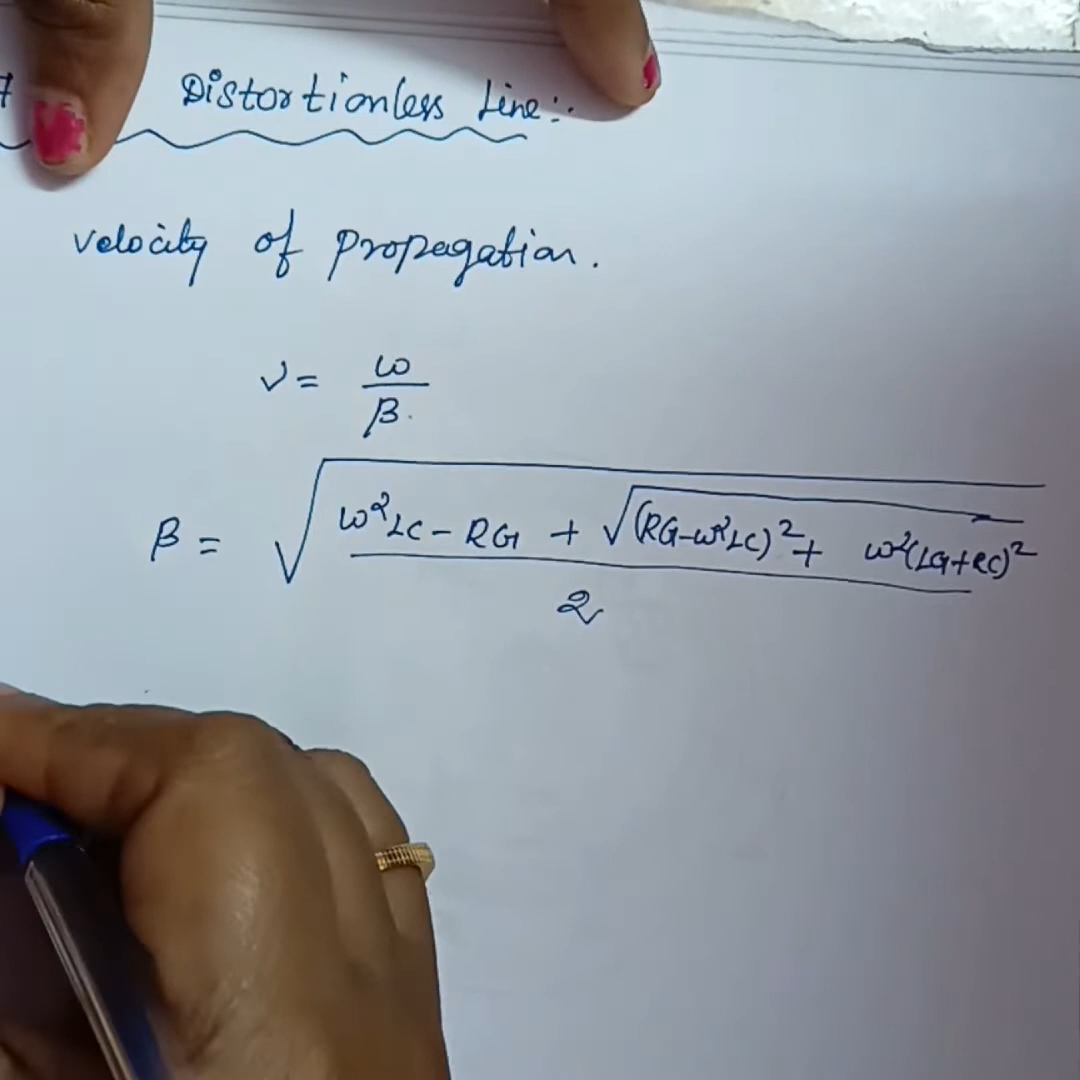 Distortionless Line:-
velocity of propagation.
v = ω/β.
β = √((ω²LC - RG + √((RG-ω²LC)² + ω²(LG+RC)²))/2)